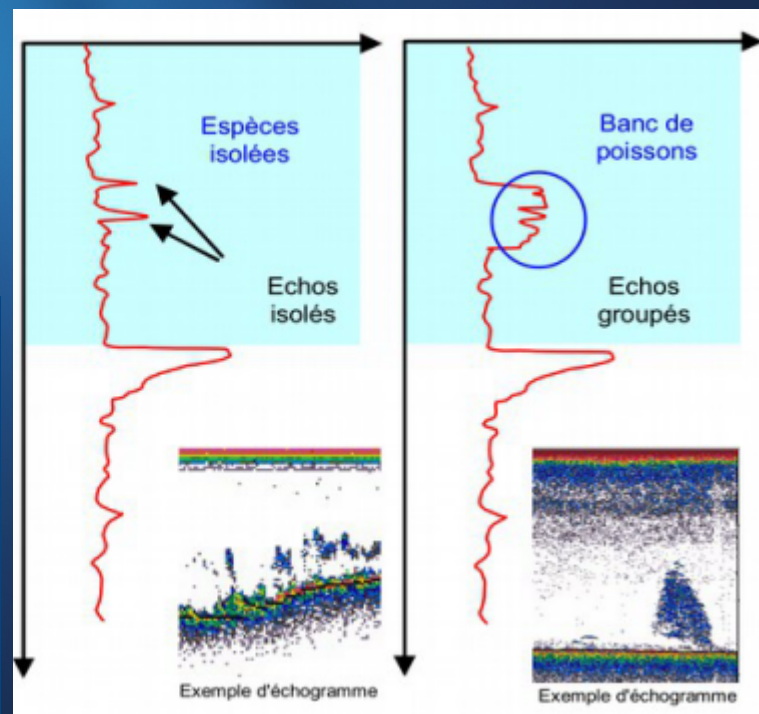 Espèces
isolées
Echos
isolés
Exemple d'échogramme
Banc de
poissons
Echos
groupés
Exemple d'échogramme